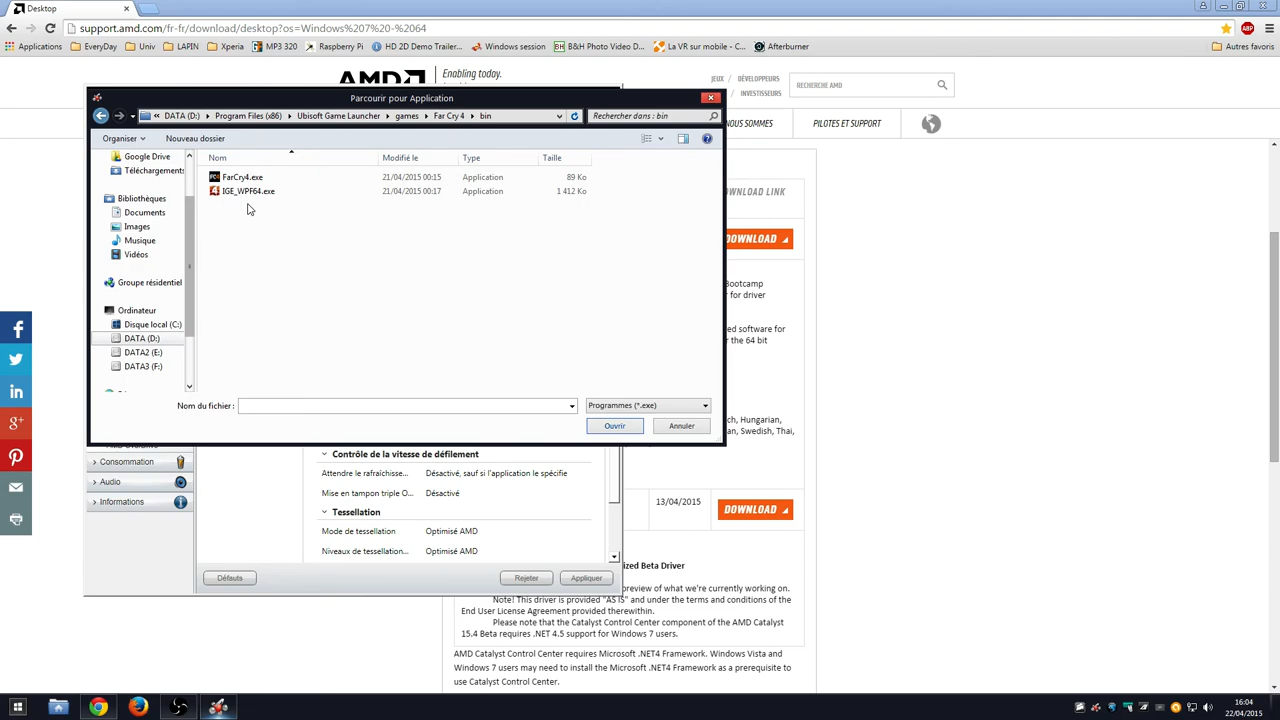 Desktop
support.amd.com/fr-fr/download/desktop?os=Windows%207%20-%2064
Applications EveryDay Univ LAPIN Xperia MP3 320 Raspberry Pi HD 2D Demo Trailer... Windows session B&H Photo Video D... La VR sur mobile - C... Afterburner Autres favoris
AMD Enabling today.
JEUX DÉVELOPPEURS
INVESTISSEURS
RECHERCHE AMD
NOUS SOMMES PILOTES ET SUPPORT
Parcourir pour Application
« DATA (D:) Program Files (x86) Ubisoft Game Launcher games Far Cry 4 bin
Rechercher dans : bin
Organiser Nouveau dossier
Nom Modifié le Type Taille
FarCry4.exe 21/04/2015 00:15 Application 89 Ko
IGE_WPF64.exe 21/04/2015 00:17 Application 1 412 Ko
Google Drive
Téléchargements
Bibliothèques
Documents
Images
Musique
Vidéos
Groupe résidentiel
Ordinateur
Disque local (C:)
DATA (D:)
DATA2 (E:)
DATA3 (F:)
Nom du fichier : Programmes (*.exe)
Ouvrir Annuler
OWNLOAD LINK
DOWNLOAD
Bootcamp
r for driver
ed software for
r the 64 bit
ch, Hungarian,
an, Swedish, Thai,
Consommation
Audio
Informations
Contrôle de la vitesse de défilement
Attendre le rafraîchisse... Désactivé, sauf si l'application le spécifie
Mise en tampon triple O... Désactivé
Tessellation
Mode de tessellation Optimisé AMD
Niveaux de tessellation... Optimisé AMD
Défauts Rejeter Appliquer
13/04/2015 DOWNLOAD
ized Beta Driver
preview of what we're currently working on.
Note! This driver is provided "AS IS" and under the terms and conditions of the
End User License Agreement provided therewithin.
Please note that the Catalyst Control Center component of the AMD Catalyst
15.4 Beta requires .NET 4.5 support for Windows 7 users.
AMD Catalyst Control Center requires Microsoft .NET4 Framework. Windows Vista and
Windows 7 users may need to install the Microsoft .NET4 Framework as a prerequisite to
use Catalyst Control Center.
16:04
22/04/2015